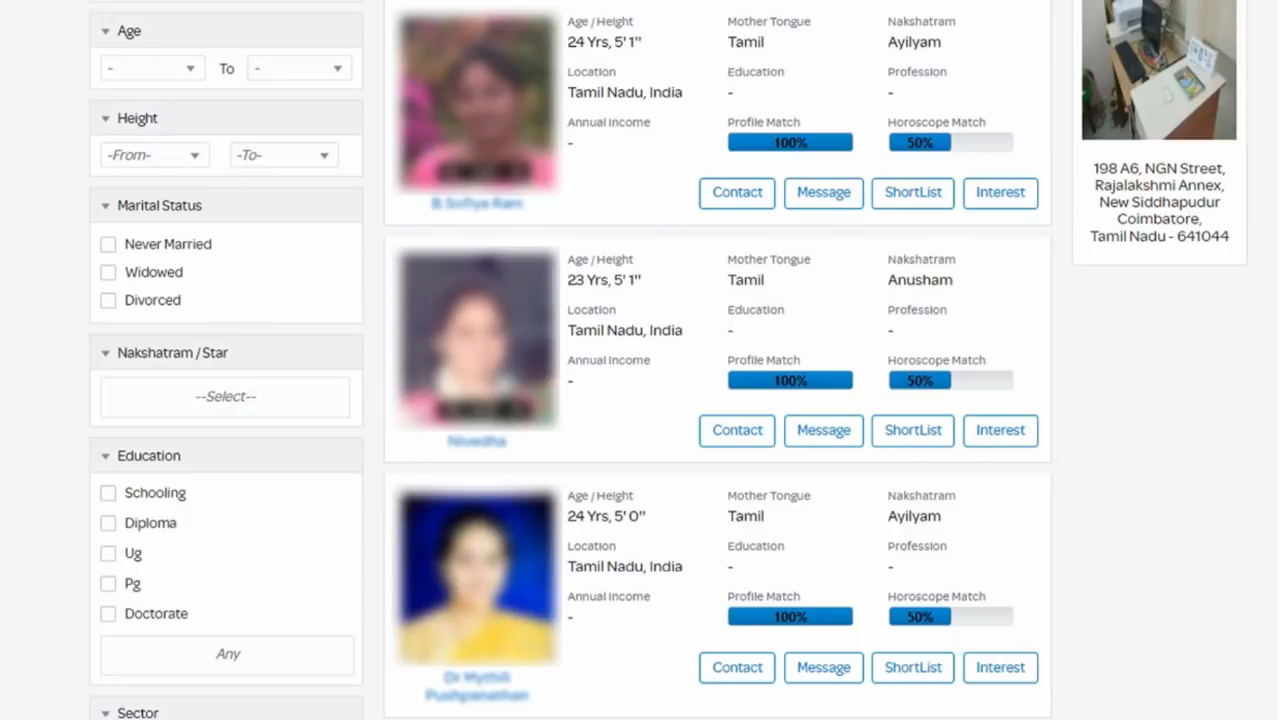 Age
-
To
-
Height
-From-
-To-
Marital Status
Never Married
Widowed
Divorced
Nakshatram / Star
--Select--
Education
Schooling
Diploma
Ug
Pg
Doctorate
Any
Sector
Age / Height
Mother Tongue
Nakshatram
24 Yrs, 5' 1"
Tamil
Ayilyam
Location
Education
Profession
Tamil Nadu, India
-
-
Annual Income
Profile Match
Horoscope Match
-
100%
50%
Contact
Message
ShortList
Interest
Age / Height
Mother Tongue
Nakshatram
23 Yrs, 5' 1"
Tamil
Anusham
Location
Education
Profession
Tamil Nadu, India
-
-
Annual Income
Profile Match
Horoscope Match
-
100%
50%
Contact
Message
ShortList
Interest
Age / Height
Mother Tongue
Nakshatram
24 Yrs, 5' 0"
Tamil
Ayilyam
Location
Education
Profession
Tamil Nadu, India
-
-
Annual Income
Profile Match
Horoscope Match
-
100%
50%
Contact
Message
ShortList
Interest
198 A6, NGN Street,
Rajalakshmi Annex,
New Siddhapudur
Coimbatore,
Tamil Nadu - 641044